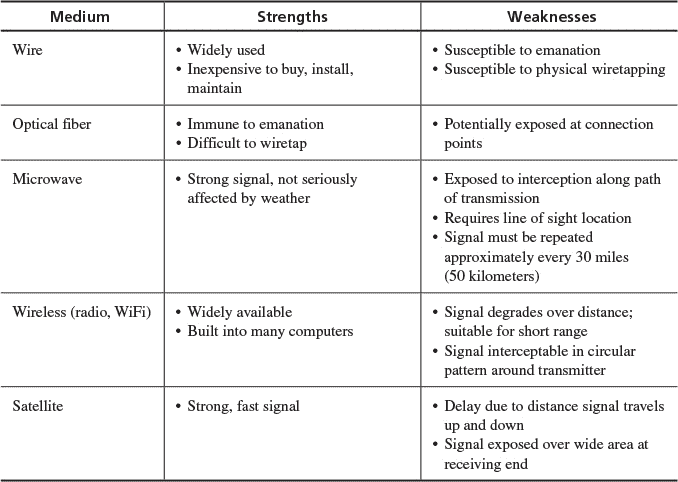 Medium Strengths Weaknesses
Wire
• Widely used
• Inexpensive to buy, install,
maintain
• Susceptible to emanation
• Susceptible to physical wiretapping
Optical fiber
• Immune to emanation
• Difficult to wiretap
• Potentially exposed at connection
points
Microwave
• Strong signal, not seriously
affected by weather
• Exposed to interception along path
of transmission
• Requires line of sight location
• Signal must be repeated
approximately every 30 miles
(50 kilometers)
Wireless (radio, WiFi)
• Widely available
• Built into many computers
• Signal degrades over distance;
suitable for short range
• Signal interceptable in circular
pattern around transmitter
Satellite
• Strong, fast signal
• Delay due to distance signal travels
up and down
• Signal exposed over wide area at
receiving end